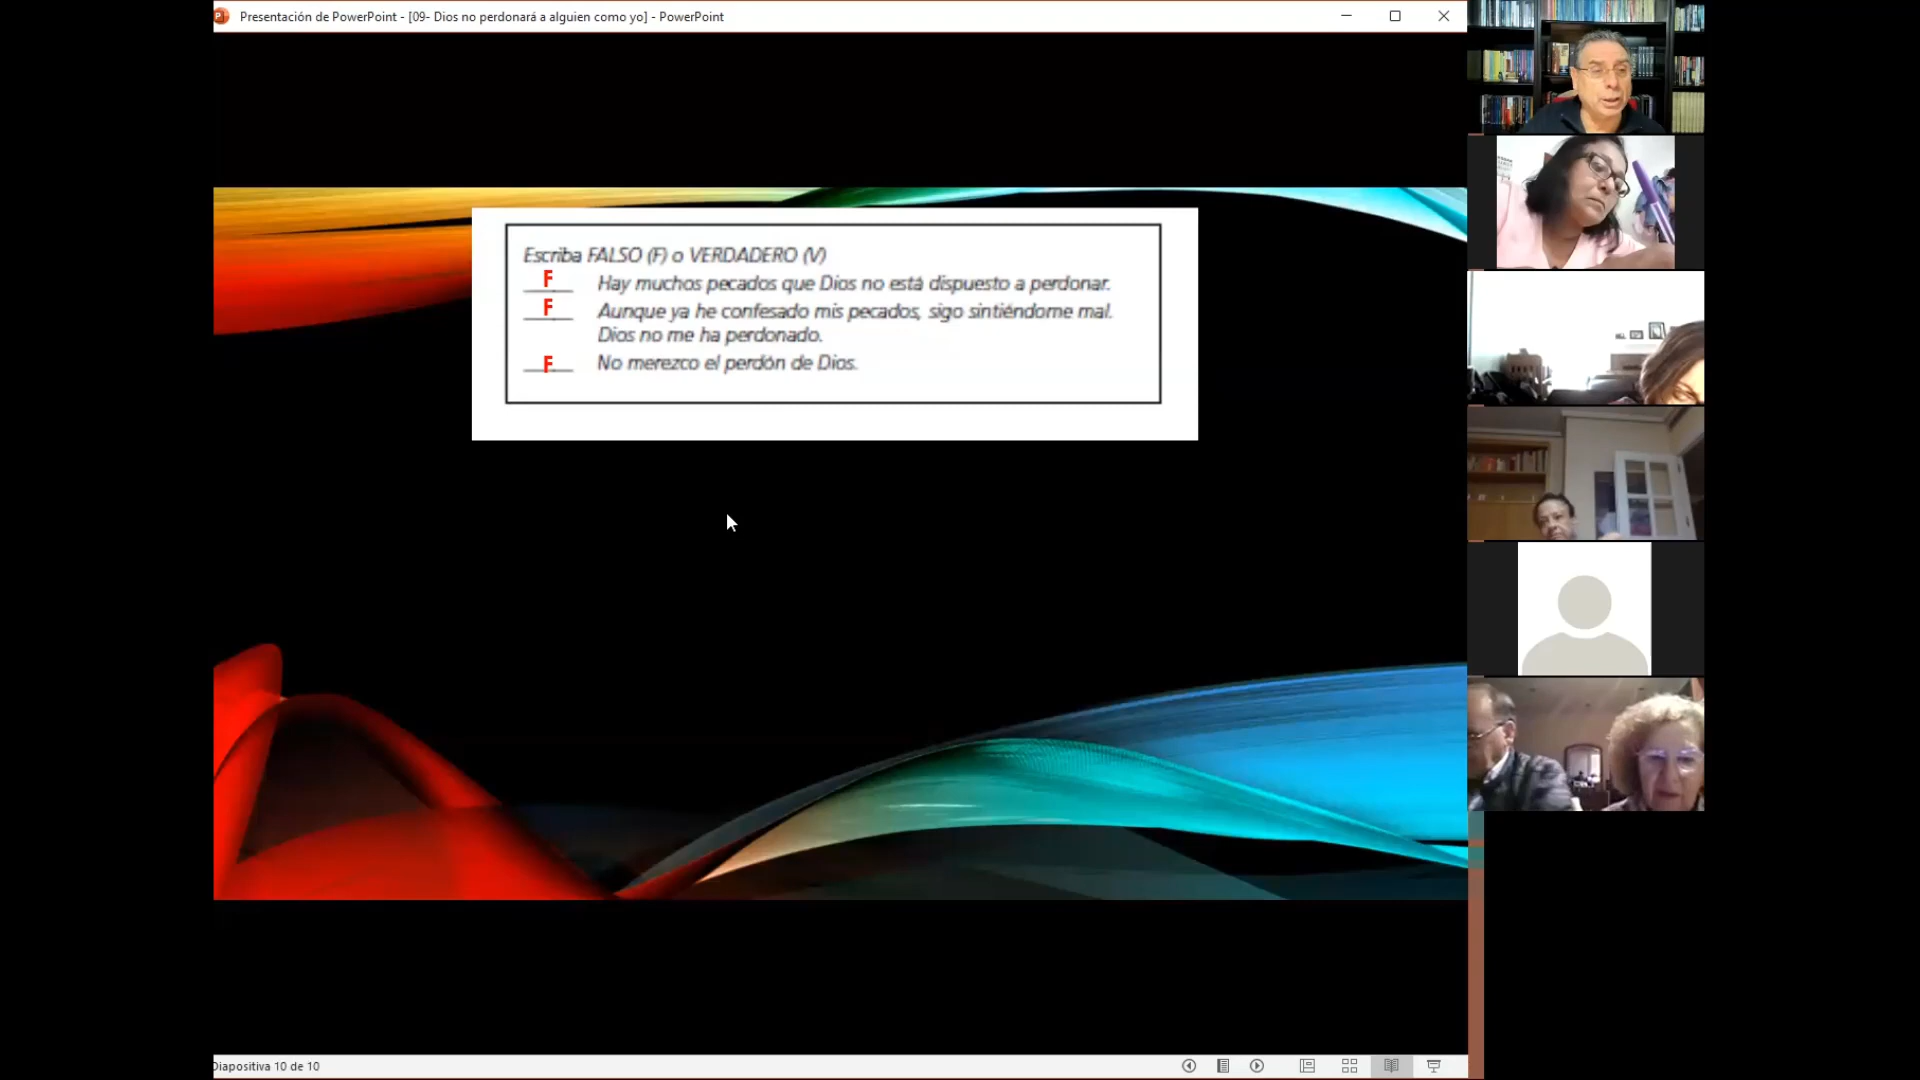 Presentación de PowerPoint - [09- Dios no perdonará a alguien como yo] - PowerPoint
Escriba FALSO (F) o VERDADERO (V)
F Hay muchos pecados que Dios no está dispuesto a perdonar.
F Aunque ya he confesado mis pecados, sigo sintiéndome mal.
Dios no me ha perdonado.
F No merezco el perdón de Dios.
Diapositiva 10 de 10